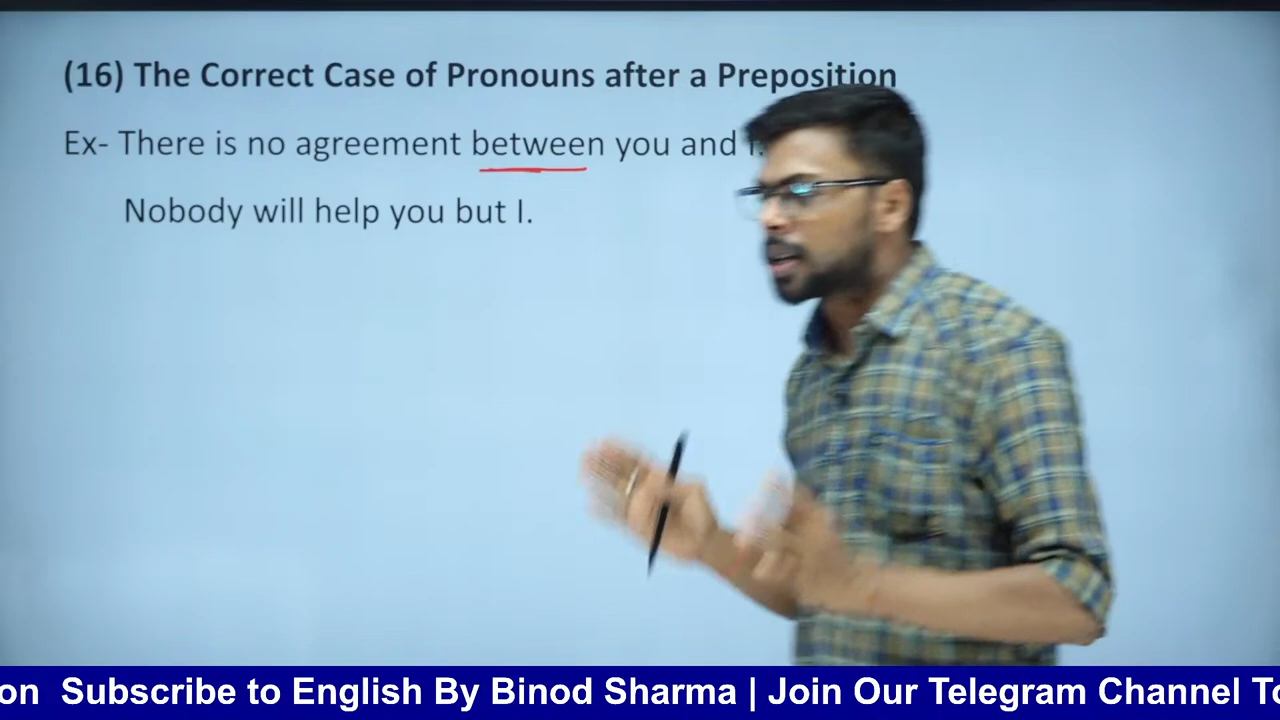 (16) The Correct Case of Pronouns after a Preposition
Ex- There is no agreement between you and I.
Nobody will help you but I.
on Subscribe to English By Binod Sharma | Join Our Telegram Channel To